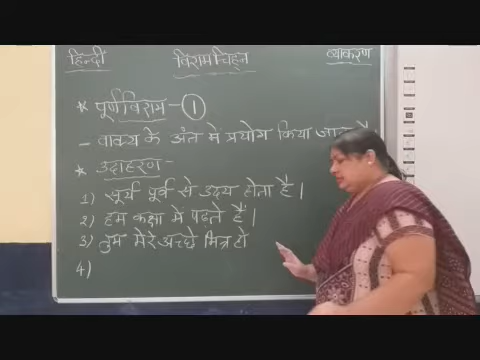 हिन्दी विराम चिह्न व्याकरण
* पूर्ण विराम - (।)
- वाक्य के अंत में प्रयोग किया जाता है
* उदाहरण -
1) सूर्य पूर्व से उदय होता है।
2) हम कक्षा में पढ़ते हैं।
3) तुम मेरे अच्छे मित्र हो
4)